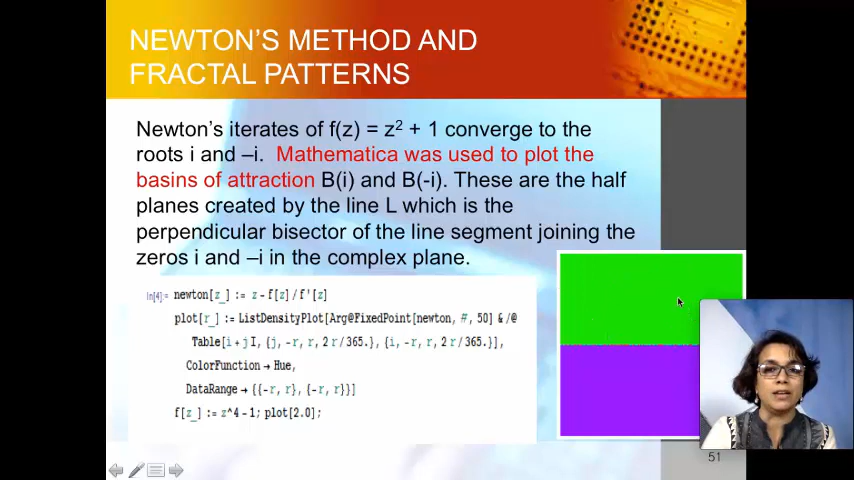 NEWTON'S METHOD AND
FRACTAL PATTERNS
Newton's iterates of f(z) = z² + 1 converge to the
roots i and –i. Mathematica was used to plot the
basins of attraction B(i) and B(-i). These are the half
planes created by the line L which is the
perpendicular bisector of the line segment joining the
zeros i and –i in the complex plane.
In[4]:= newton[z_] := z - f[z]/f'[z]
plot[r_] := ListDensityPlot[Arg@FixedPoint[newton, #, 50] & /@
Table[i + j I, {j, -r, r, 2 r/365.}, {i, -r, r, 2 r/365.}],
ColorFunction → Hue,
DataRange → {{-r, r}, {-r, r}}]
f[z_] := z^4 - 1; plot[2.0];
51